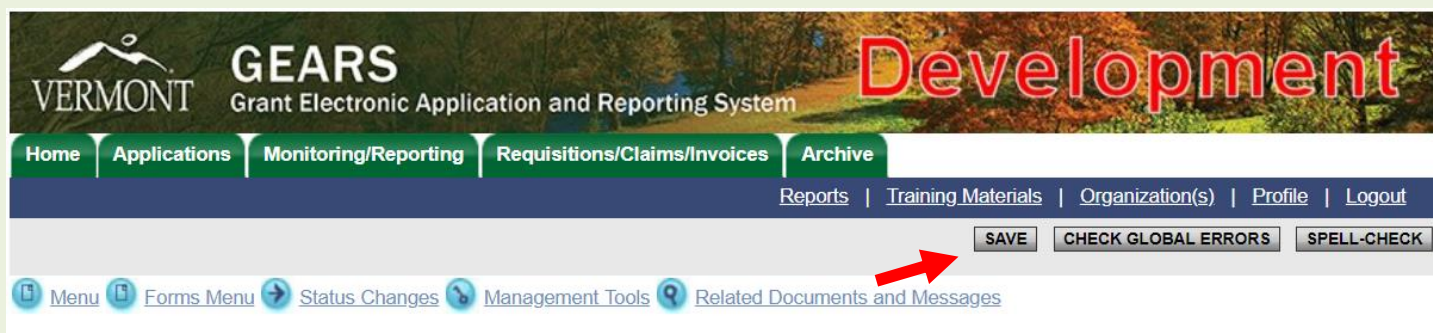 VERMONT
GEARS
Grant Electronic Application and Reporting System
Development
Home Applications Monitoring/Reporting Requisitions/Claims/Invoices Archive
Reports | Training Materials | Organization(s) | Profile | Logout
SAVE CHECK GLOBAL ERRORS SPELL-CHECK
Menu Forms Menu Status Changes Management Tools Related Documents and Messages